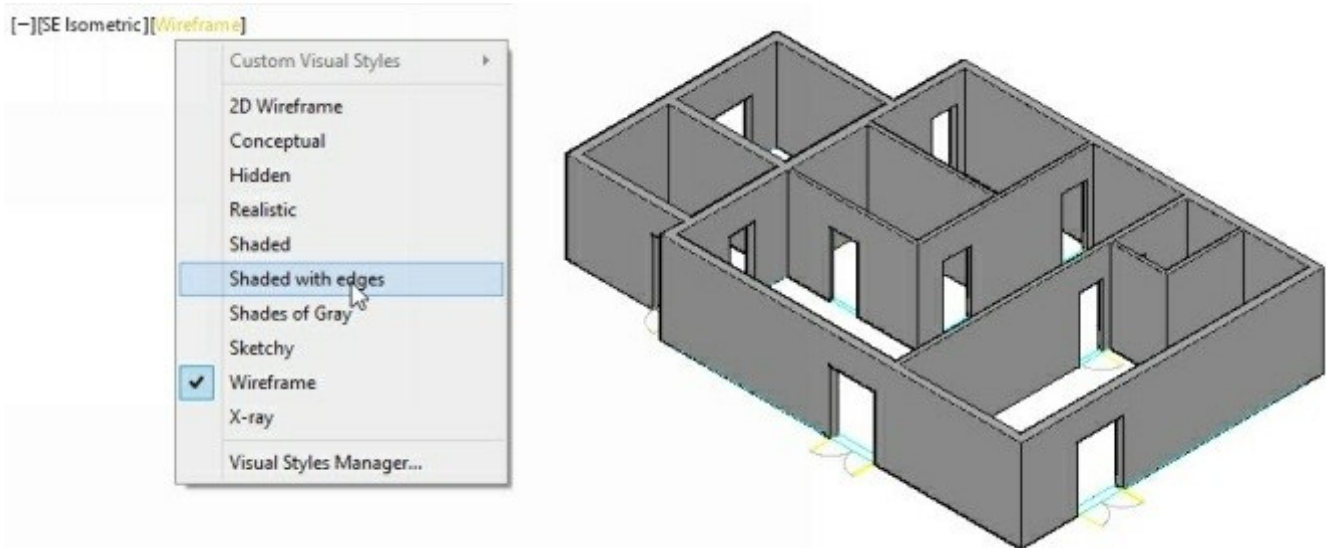 [−][SE Isometric][Wireframe]
Custom Visual Styles
2D Wireframe
Conceptual
Hidden
Realistic
Shaded
Shaded with edges
Shades of Gray
Sketchy
Wireframe
X-ray
Visual Styles Manager...